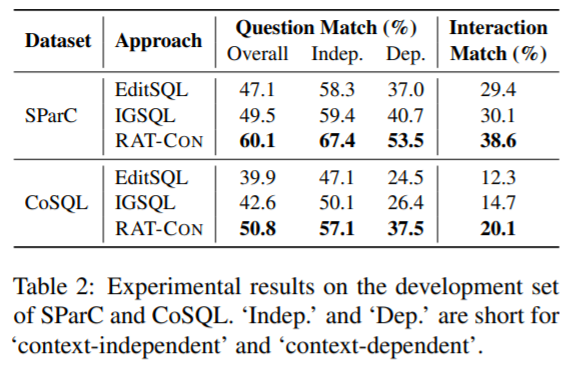 Dataset Approach Question Match (%) Interaction
Overall Indep. Dep. Match (%)
EditSQL 47.1 58.3 37.0 29.4
SParC IGSQL 49.5 59.4 40.7 30.1
RAT-CON 60.1 67.4 53.5 38.6
EditSQL 39.9 47.1 24.5 12.3
CoSQL IGSQL 42.6 50.1 26.4 14.7
RAT-CON 50.8 57.1 37.5 20.1
Table 2: Experimental results on the development set
of SParC and CoSQL. ‘Indep.’ and ‘Dep.’ are short for
‘context-independent’ and ‘context-dependent’.